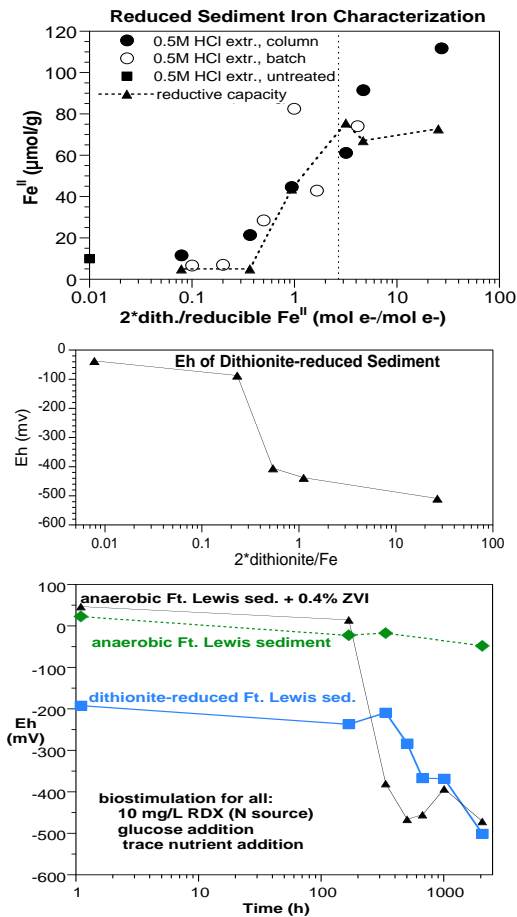 Reduced Sediment Iron Characterization
0.5M HCl extr., column
0.5M HCl extr., batch
0.5M HCl extr., untreated
reductive capacity
120
100
80
60
40
20
0
Fe^II (μmol/g)
0.01 0.1 1 10 100
2*dith./reducible Fe^II (mol e-/mol e-)
Eh of Dithionite-reduced Sediment
0
-100
-200
-300
-400
-500
-600
Eh (mv)
0.01 0.1 1 10 100
2*dithionite/Fe
anaerobic Ft. Lewis sed. + 0.4% ZVI
anaerobic Ft. Lewis sediment
dithionite-reduced Ft. Lewis sed.
100
0
-100
-200
-300
-400
-500
-600
Eh
(mV)
biostimulation for all:
10 mg/L RDX (N source)
glucose addition
trace nutrient addition
1 10 100 1000
Time (h)